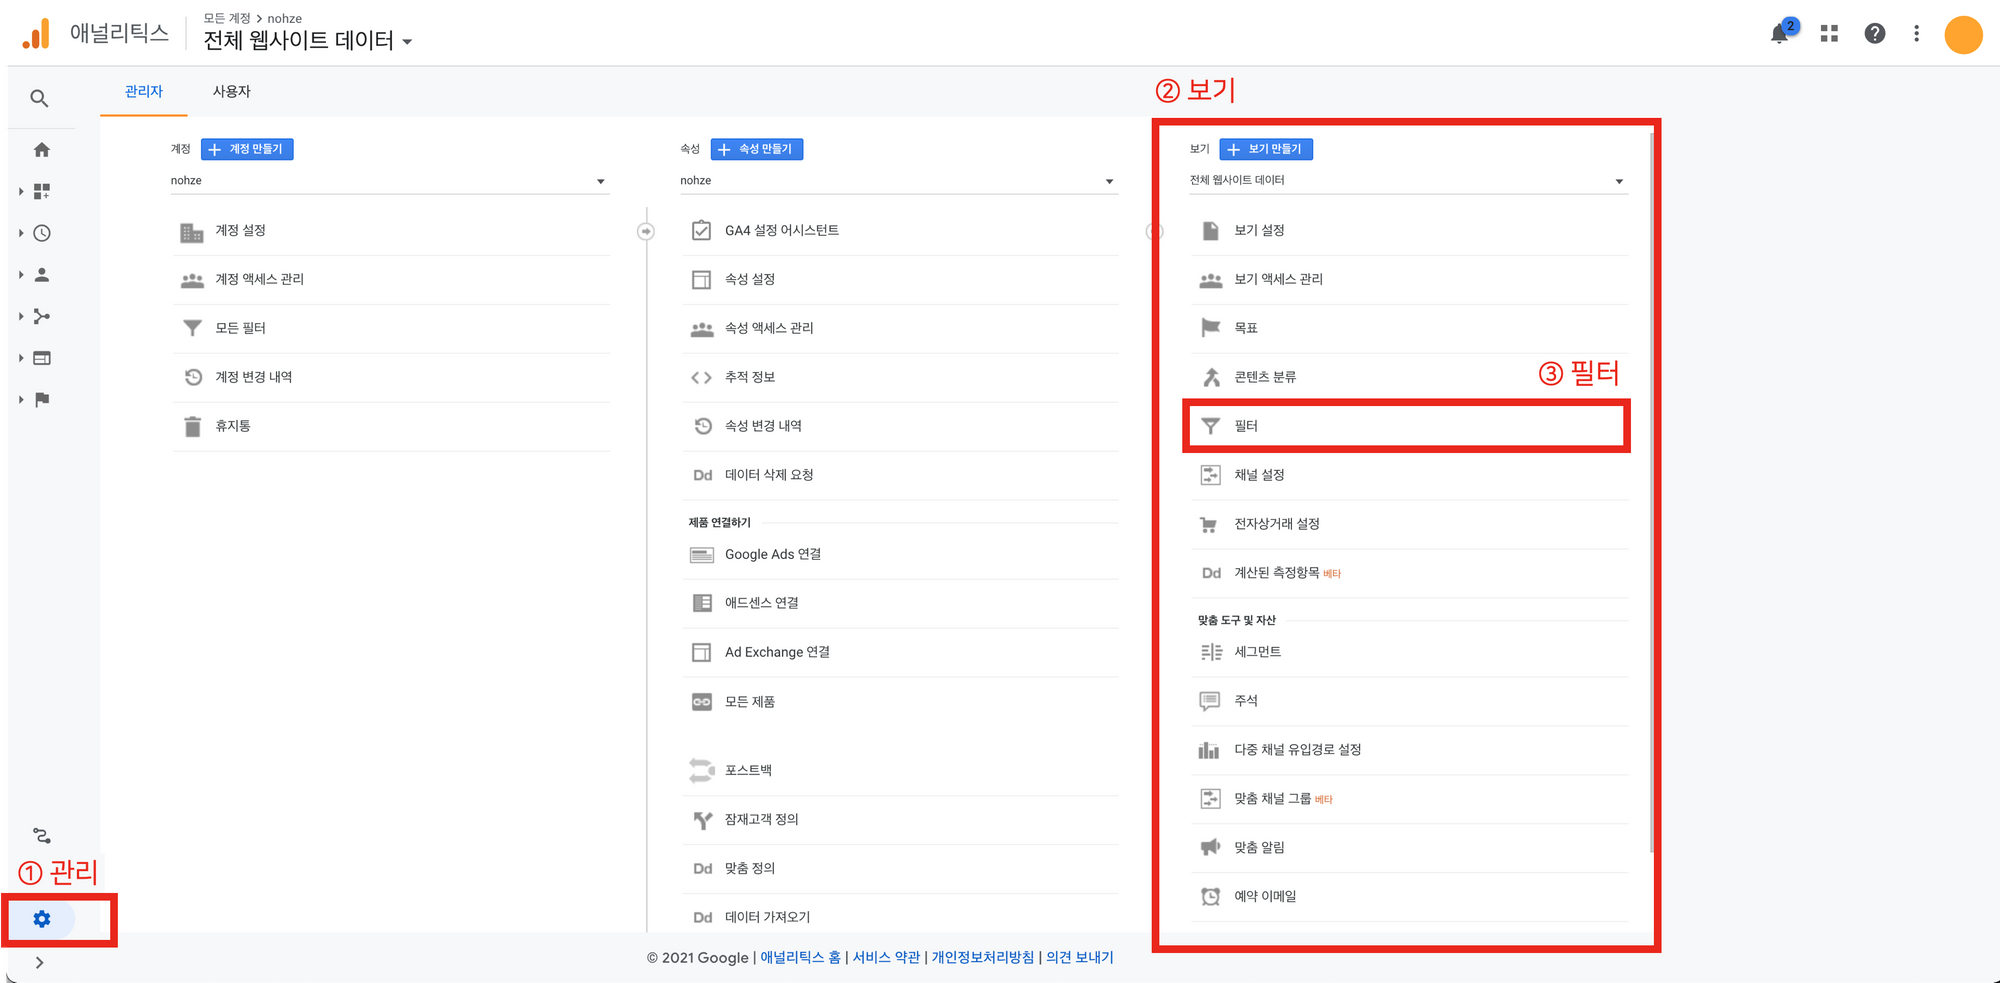 애널리틱스
모든 계정 > nohze
전체 웹사이트 데이터
2
관리자
사용자
② 보기
계정
+ 계정 만들기
nohze
계정 설정
계정 액세스 관리
모든 필터
계정 변경 내역
휴지통
속성
+ 속성 만들기
nohze
GA4 설정 어시스턴트
속성 설정
속성 액세스 관리
추적 정보
속성 변경 내역
Dd 데이터 삭제 요청
제품 연결하기
Google Ads 연결
애드센스 연결
Ad Exchange 연결
모든 제품
포스트백
잠재고객 정의
Dd 맞춤 정의
Dd 데이터 가져오기
보기
+ 보기 만들기
전체 웹사이트 데이터
보기 설정
보기 액세스 관리
목표
콘텐츠 분류
③ 필터
필터
채널 설정
전자상거래 설정
Dd 계산된 측정항목 베타
맞춤 도구 및 자산
세그먼트
주석
다중 채널 유입경로 설정
맞춤 채널 그룹 베타
맞춤 알림
예약 이메일
① 관리
© 2021 Google | 애널리틱스 홈 | 서비스 약관 | 개인정보처리방침 | 의견 보내기